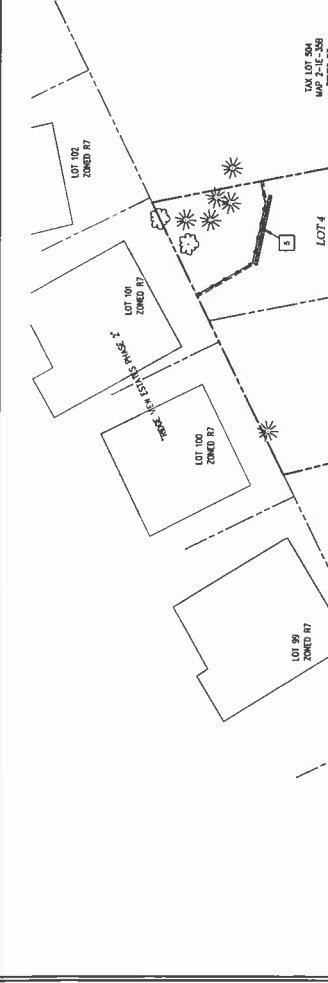 TAX LOT 504
MAP 2-1E-35B
LOT 102
ZONED R7
LOT 101
ZONED R7
"RIDGE VIEW ESTATES PHASE 2"
5
LOT 4
LOT 100
ZONED R7
LOT 99
ZONED R7